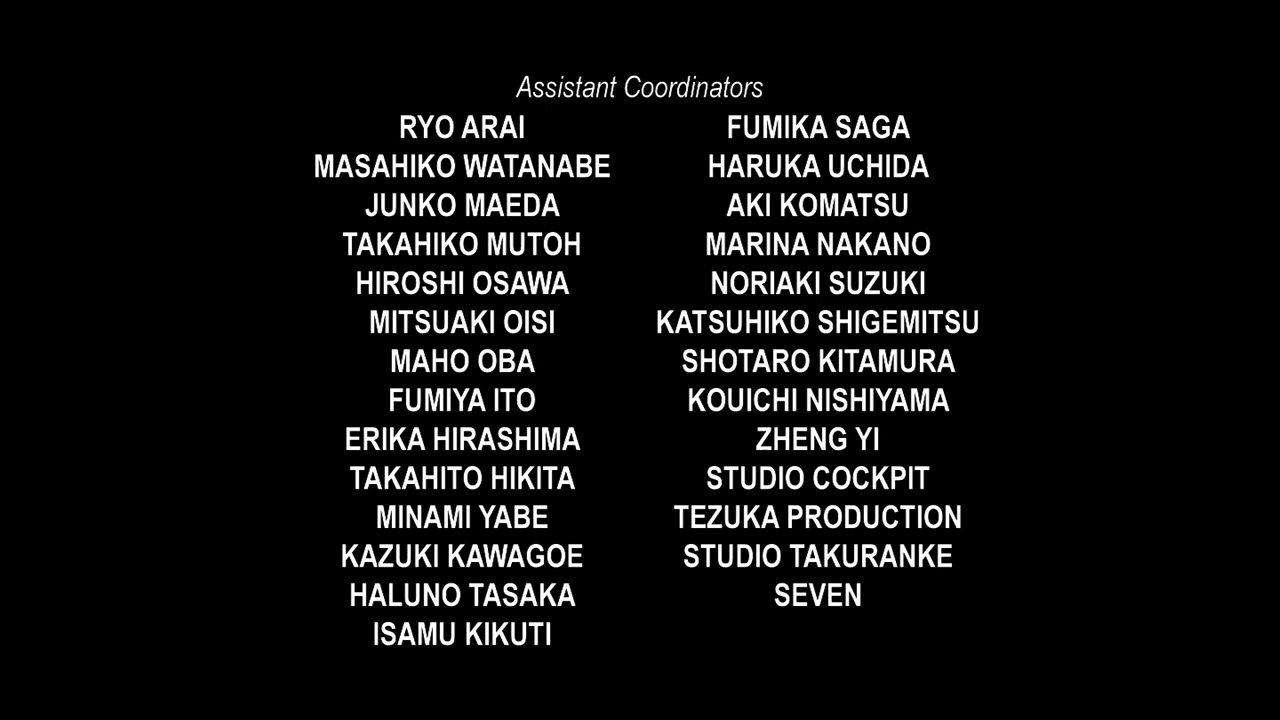 Assistant Coordinators
RYO ARAI
MASAHIKO WATANABE
JUNKO MAEDA
TAKAHIKO MUTOH
HIROSHI OSAWA
MITSUAKI OISI
MAHO OBA
FUMIYA ITO
ERIKA HIRASHIMA
TAKAHITO HIKITA
MINAMI YABE
KAZUKI KAWAGOE
HALUNO TASAKA
ISAMU KIKUTI
FUMIKA SAGA
HARUKA UCHIDA
AKI KOMATSU
MARINA NAKANO
NORIAKI SUZUKI
KATSUHIKO SHIGEMITSU
SHOTARO KITAMURA
KOUICHI NISHIYAMA
ZHENG YI
STUDIO COCKPIT
TEZUKA PRODUCTION
STUDIO TAKURANKE
SEVEN